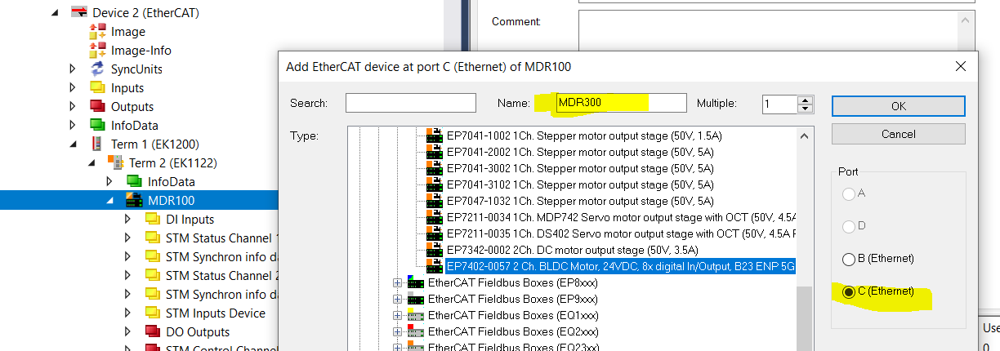 Device 2 (EtherCAT)
Image
Image-Info
SyncUnits
Inputs
Outputs
InfoData
Term 1 (EK1200)
Term 2 (EK1122)
InfoData
MDR100
DI Inputs
STM Status Channel 1
STM Synchron info da
STM Status Channel 2
STM Synchron info da
STM Inputs Device
DO Outputs
STM Control Channel
Comment:
Add EtherCAT device at port C (Ethernet) of MDR100
Search:
Name:
MDR300
Multiple:
1
OK
Cancel
Type:
EP7041-1002 1Ch. Stepper motor output stage (50V, 1.5A)
EP7041-2002 1Ch. Stepper motor output stage (50V, 5A)
EP7041-3002 1Ch. Stepper motor output stage (50V, 5A)
EP7041-3102 1Ch. Stepper motor output stage (50V, 5A)
EP7047-1032 1Ch. Stepper motor output stage (50V, 5A)
EP7211-0034 1Ch. MDP742 Servo motor output stage with OCT (50V, 4.5A
EP7211-0035 1Ch. DS402 Servo motor output stage with OCT (50V, 4.5A F
EP7342-0002 2Ch. DC motor output stage (50V, 3.5A)
EP7402-0057 2 Ch. BLDC Motor, 24VDC, 8x digital In/Output, B23 ENP 5G
EtherCAT Fieldbus Boxes (EP8xxx)
EtherCAT Fieldbus Boxes (EP9xxx)
EtherCAT Fieldbus Boxes (EQ1xxx)
EtherCAT Fieldbus Boxes (EQ2xxx)
EtherCAT Fieldbus Boxes (EQ23xx)
Port
A
D
B (Ethernet)
C (Ethernet)
Use
0